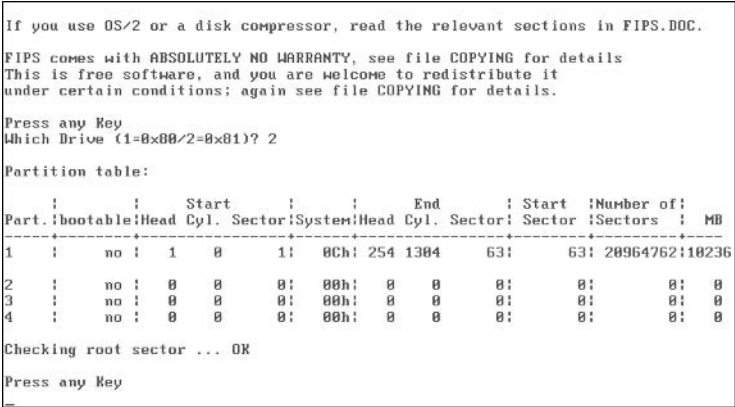 If you use OS/2 or a disk compressor, read the relevant sections in FIPS.DOC.
FIPS comes with ABSOLUTELY NO WARRANTY, see file COPYING for details
This is free software, and you are welcome to redistribute it
under certain conditions; again see file COPYING for details.
Press any Key
Which Drive (1=0x80/2=0x81)? 2
Partition table:
     |        |     Start      |      |      End       | Start  |Number of|
Part.|bootable|Head Cyl. Sector|System|Head Cyl. Sector| Sector |Sectors  |  MB
-----+--------+----------------+------+----------------+--------+---------+----
1    |     no |  1    0       1|   0Ch| 254 1304     63|      63| 20964762|10236
2    |     no |  0    0       0|   00h|   0    0      0|       0|        0|   0
3    |     no |  0    0       0|   00h|   0    0      0|       0|        0|   0
4    |     no |  0    0       0|   00h|   0    0      0|       0|        0|   0
Checking root sector ... OK
Press any Key
_